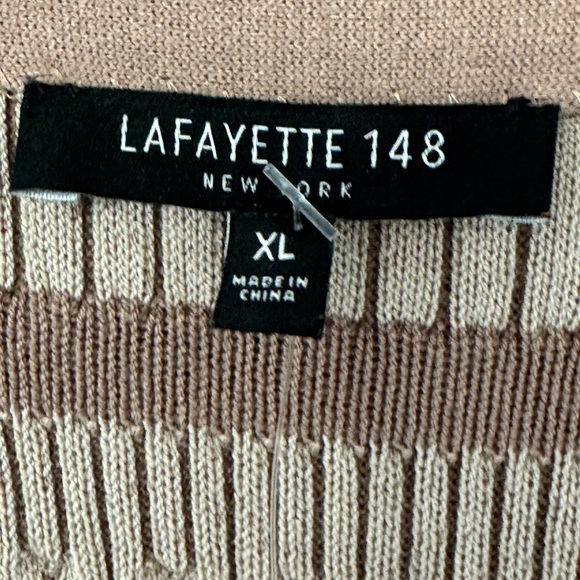 LAFAYETTE 148
NEW YORK
XL
MADE IN
CHINA